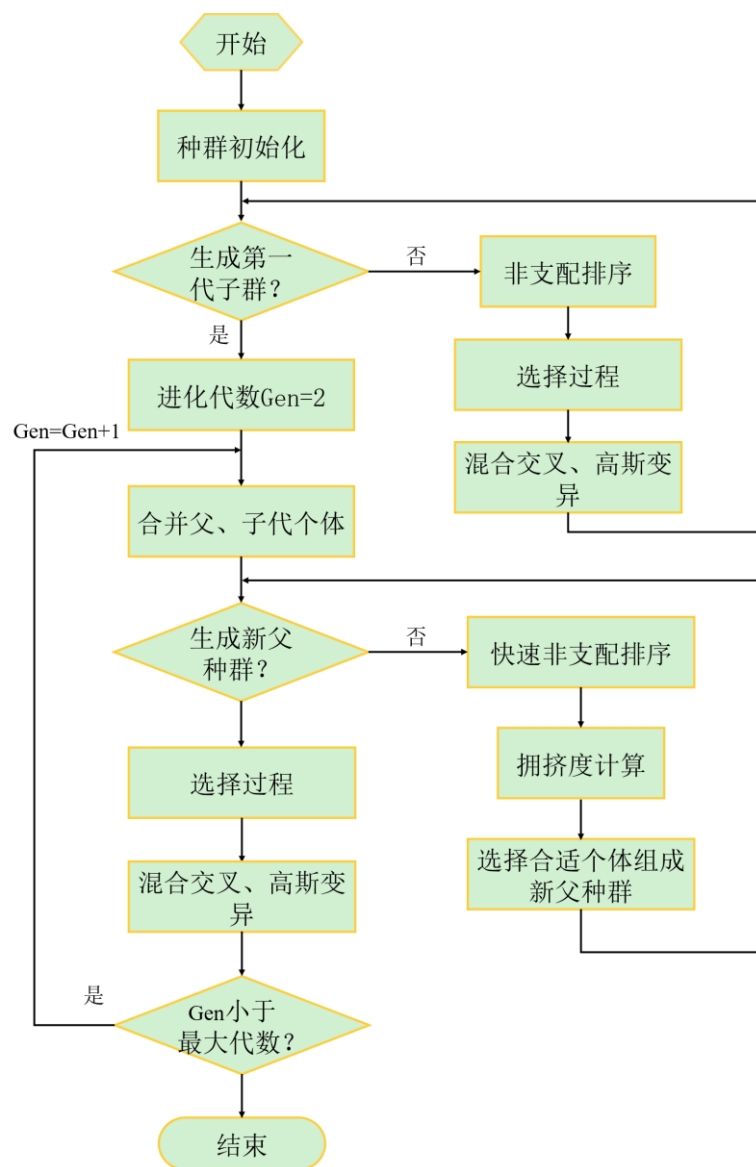 开始
种群初始化
生成第一
代子群？
否
非支配排序
是
选择过程
进化代数Gen=2
Gen=Gen+1
混合交叉、高斯变
异
合并父、子代个体
生成新父
种群？
否
快速非支配排序
拥挤度计算
选择过程
选择合适个体组成
新父种群
混合交叉、高斯变
异
是
Gen小于
最大代数？
结束